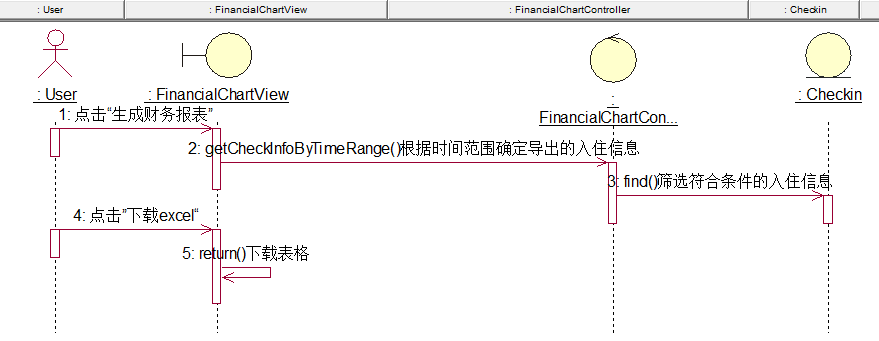 : User
: FinancialChartView
: FinancialChartController
: Checkin
: User
: FinancialChartView
:
FinancialChartCon...
: Checkin
1: 点击“生成财务报表”
2: getCheckInfoByTimeRange()根据时间范围确定导出的入住信息
3: find()筛选符合条件的入住信息
4: 点击”下载excel“
5: return()下载表格